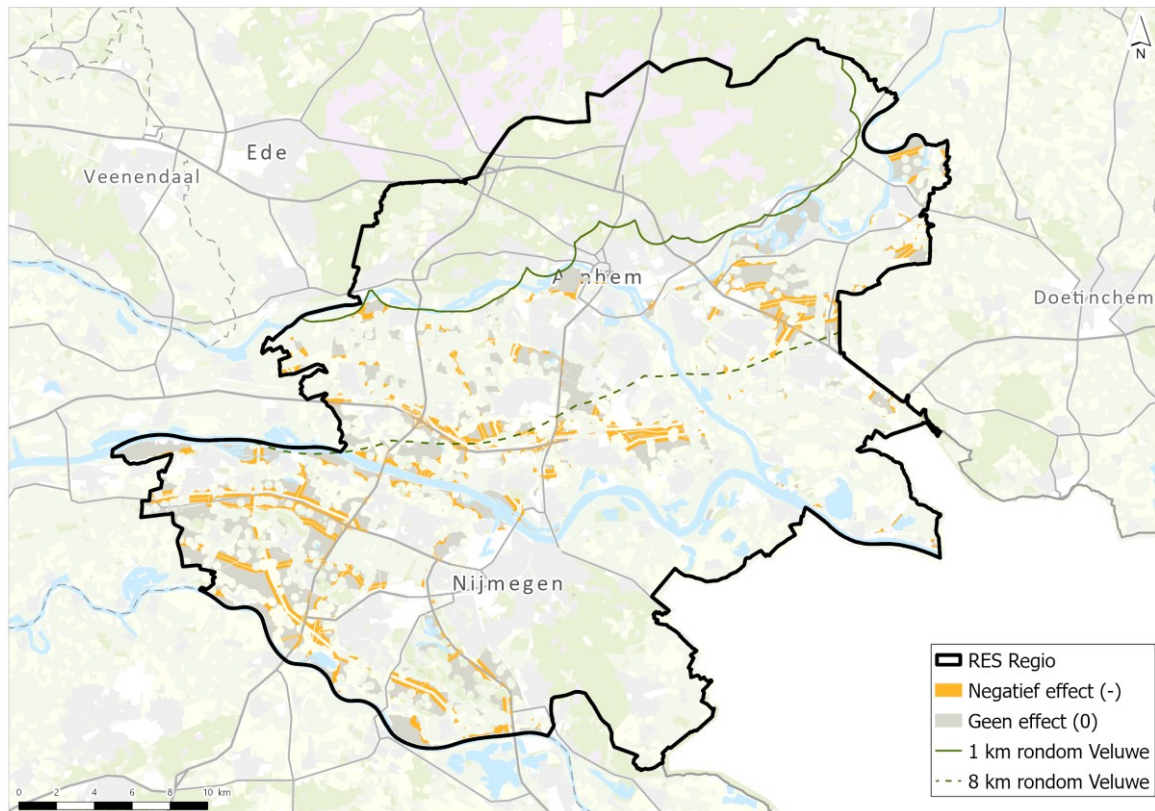 N
Ede
Veenendaal
Arnhem
Doetinchem
Nijmegen
RES Regio
Negatief effect (-)
Geen effect (0)
1 km rondom Veluwe
8 km rondom Veluwe
0 2 4 6 8 10 km